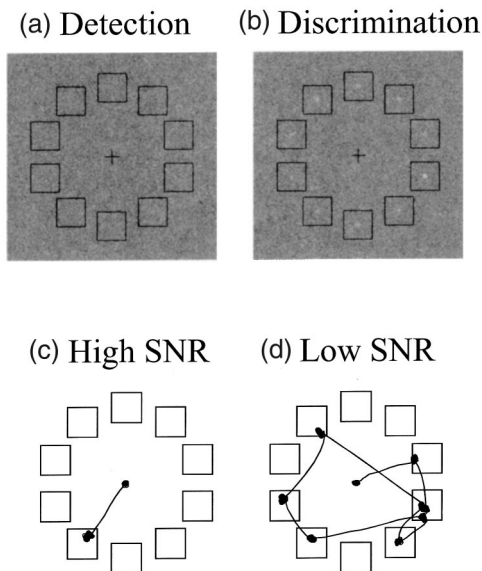 (a) Detection
(b) Discrimination
(c) High SNR
(d) Low SNR